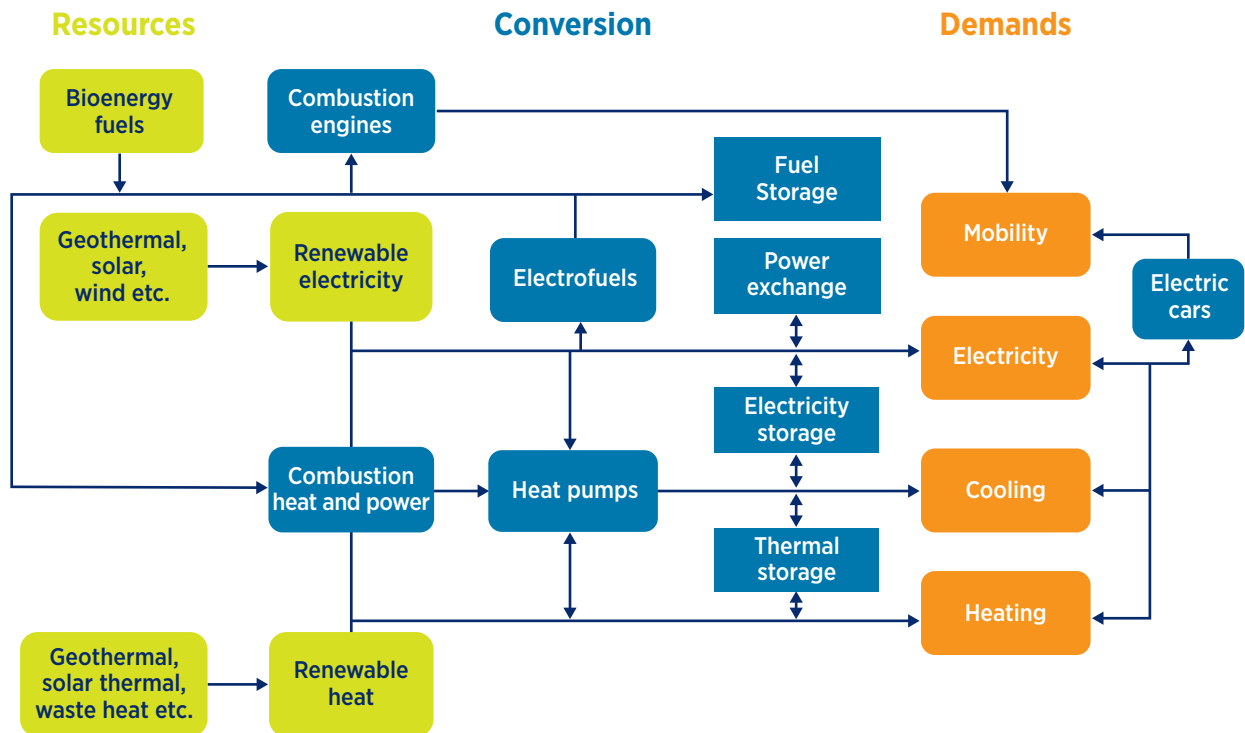 Resources
Conversion
Demands
Bioenergy
fuels
Combustion
engines
Fuel
Storage
Geothermal,
solar,
wind etc.
Renewable
electricity
Electrofuels
Power
exchange
Mobility
Electric
cars
Electricity
Electricity
storage
Combustion
heat and power
Heat pumps
Cooling
Thermal
storage
Heating
Geothermal,
solar thermal,
waste heat etc.
Renewable
heat